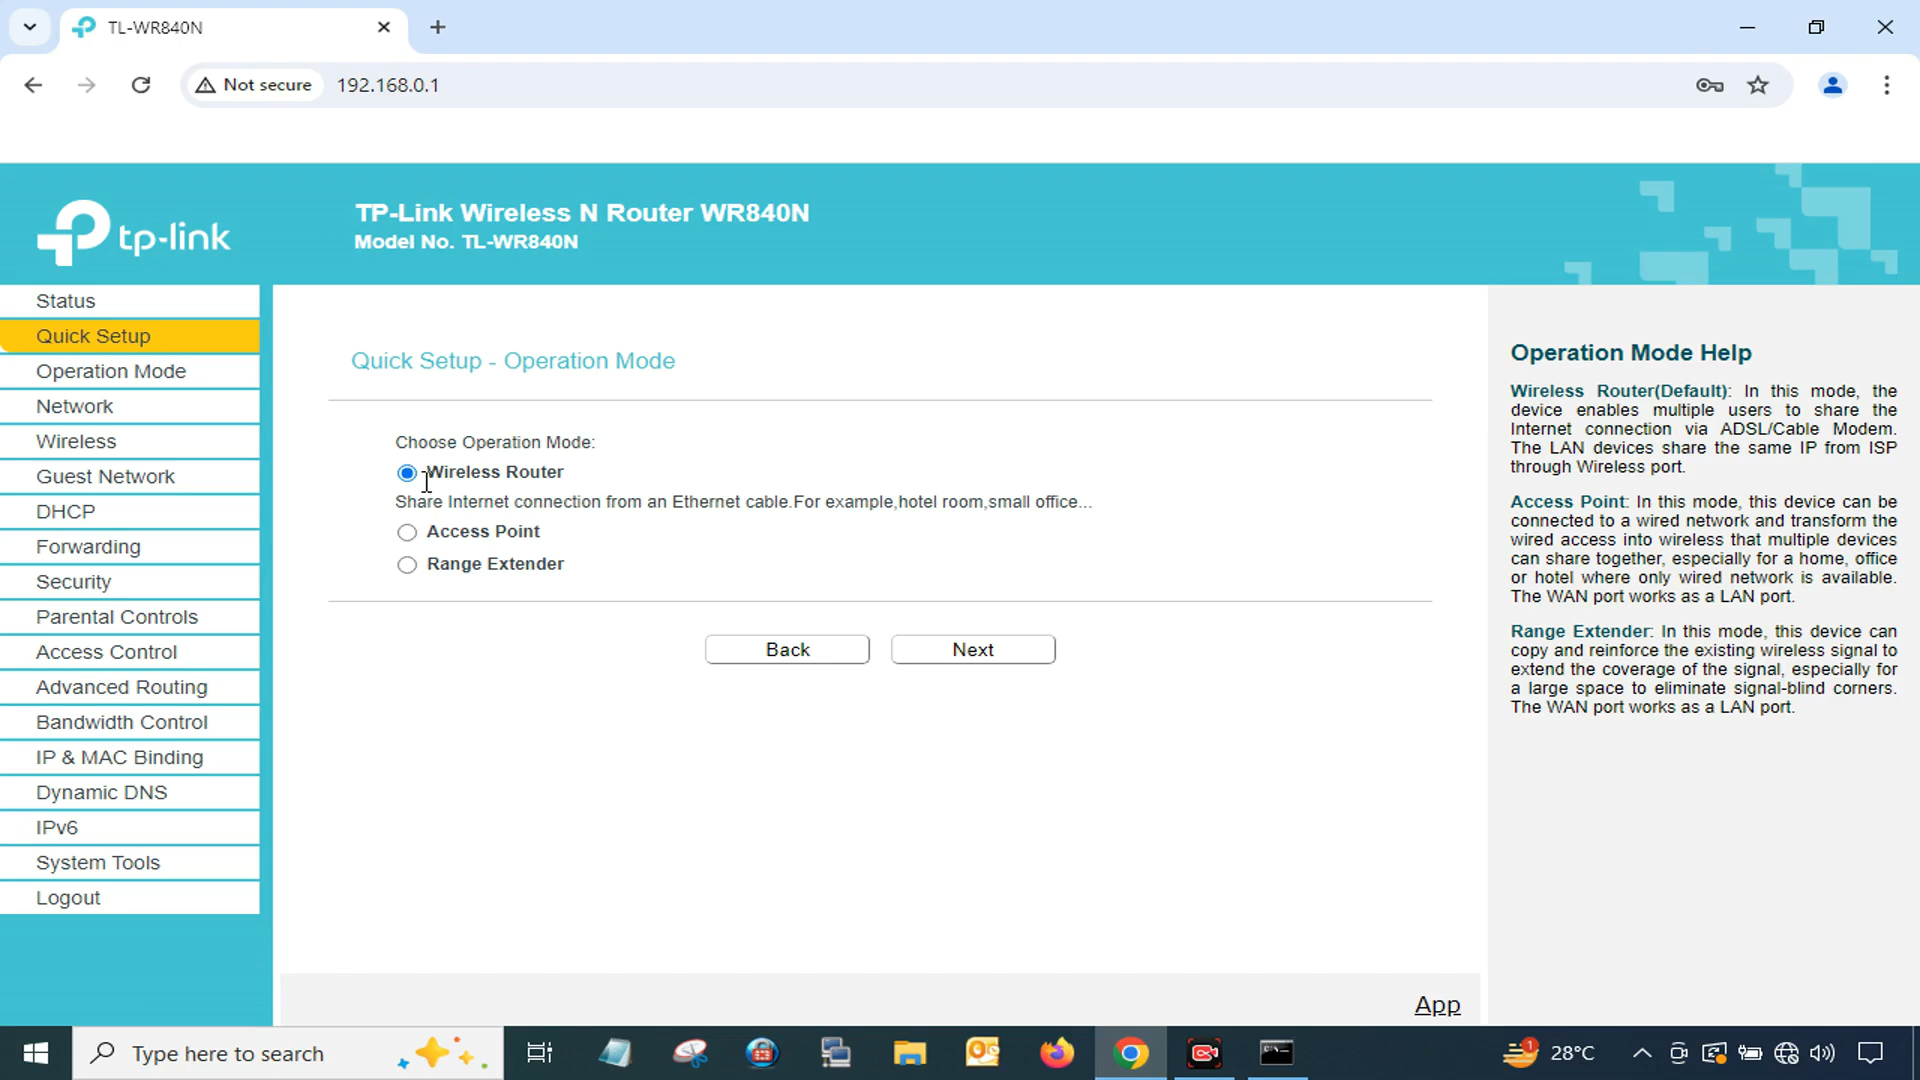 TL-WR840N
Not secure
192.168.0.1
tp-link
TP-Link Wireless N Router WR840N
Model No. TL-WR840N
Status
Quick Setup
Operation Mode
Network
Wireless
Guest Network
DHCP
Forwarding
Security
Parental Controls
Access Control
Advanced Routing
Bandwidth Control
IP & MAC Binding
Dynamic DNS
IPv6
System Tools
Logout
Quick Setup - Operation Mode
Choose Operation Mode:
Wireless Router
Share Internet connection from an Ethernet cable.For example,hotel room,small office...
Access Point
Range Extender
Back
Next
App
Operation Mode Help
Wireless Router(Default): In this mode, the
device enables multiple users to share the
Internet connection via ADSL/Cable Modem.
The LAN devices share the same IP from ISP
through Wireless port.
Access Point: In this mode, this device can be
connected to a wired network and transform the
wired access into wireless that multiple devices
can share together, especially for a home, office
or hotel where only wired network is available.
The WAN port works as a LAN port.
Range Extender: In this mode, this device can
copy and reinforce the existing wireless signal to
extend the coverage of the signal, especially for
a large space to eliminate signal-blind corners.
The WAN port works as a LAN port.
Type here to search
1
28°C